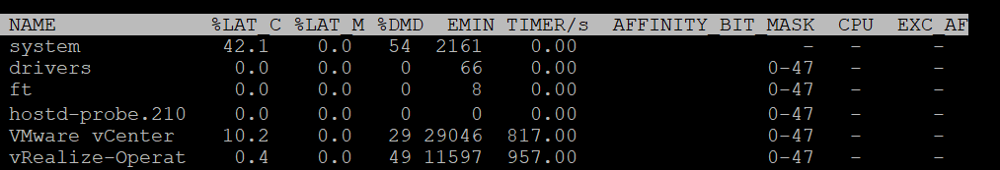 NAME %LAT_C %LAT_M %DMD EMIN TIMER/s AFFINITY_BIT_MASK CPU EXC_AF
system 42.1 0.0 54 2161 0.00 - - -
drivers 0.0 0.0 0 66 0.00 0-47 - -
ft 0.0 0.0 0 8 0.00 0-47 - -
hostd-probe.210 0.0 0.0 0 0 0.00 0-47 - -
VMware vCenter 10.2 0.0 29 29046 817.00 0-47 - -
vRealize-Operat 0.4 0.0 49 11597 957.00 0-47 - -